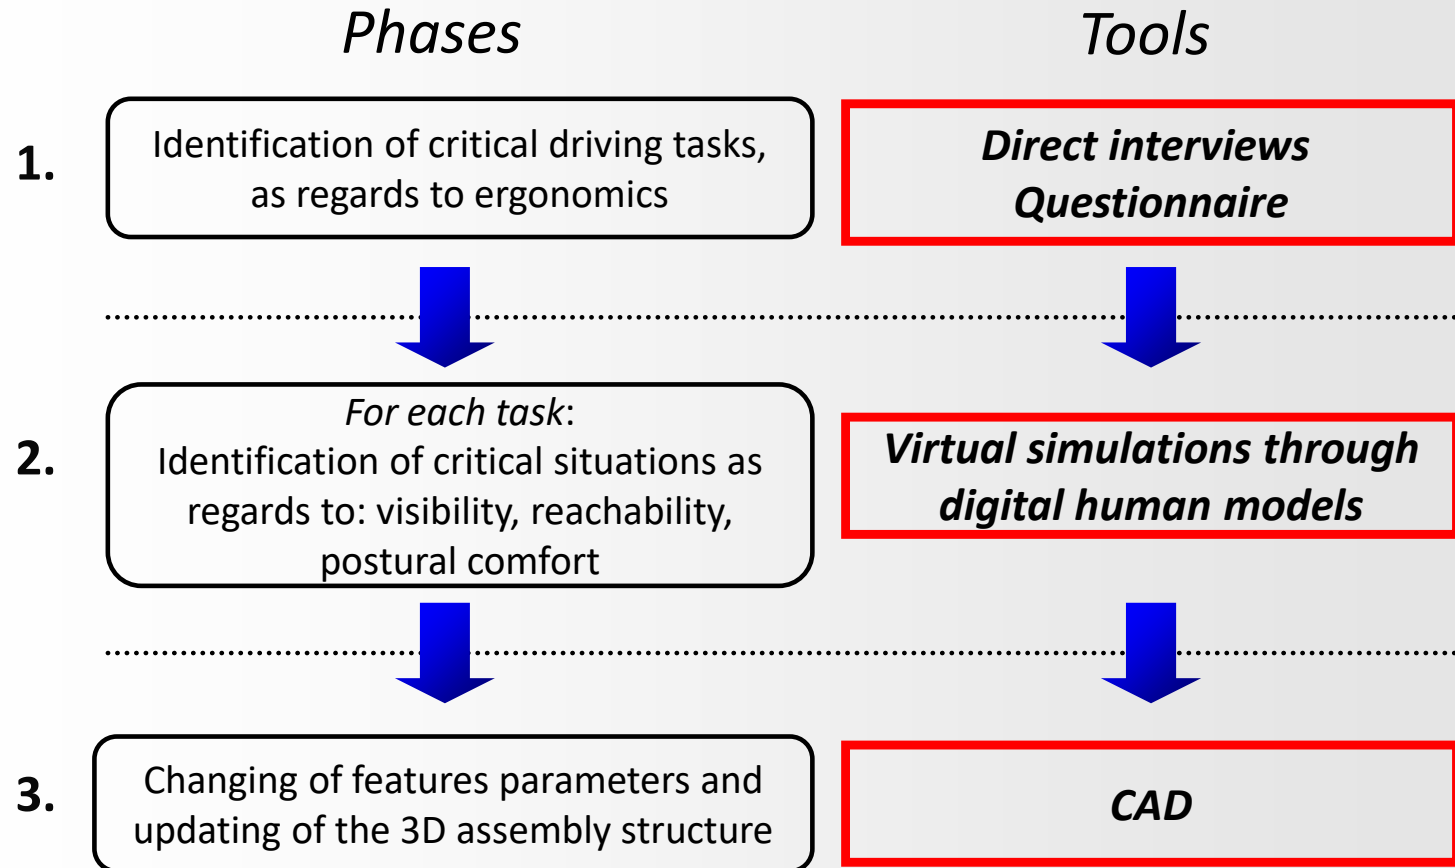 Phases
Tools
1.
Identification of critical driving tasks,
as regards to ergonomics
Direct interviews
Questionnaire
2.
For each task:
Identification of critical situations as
regards to: visibility, reachability,
postural comfort
Virtual simulations through
digital human models
3.
Changing of features parameters and
updating of the 3D assembly structure
CAD